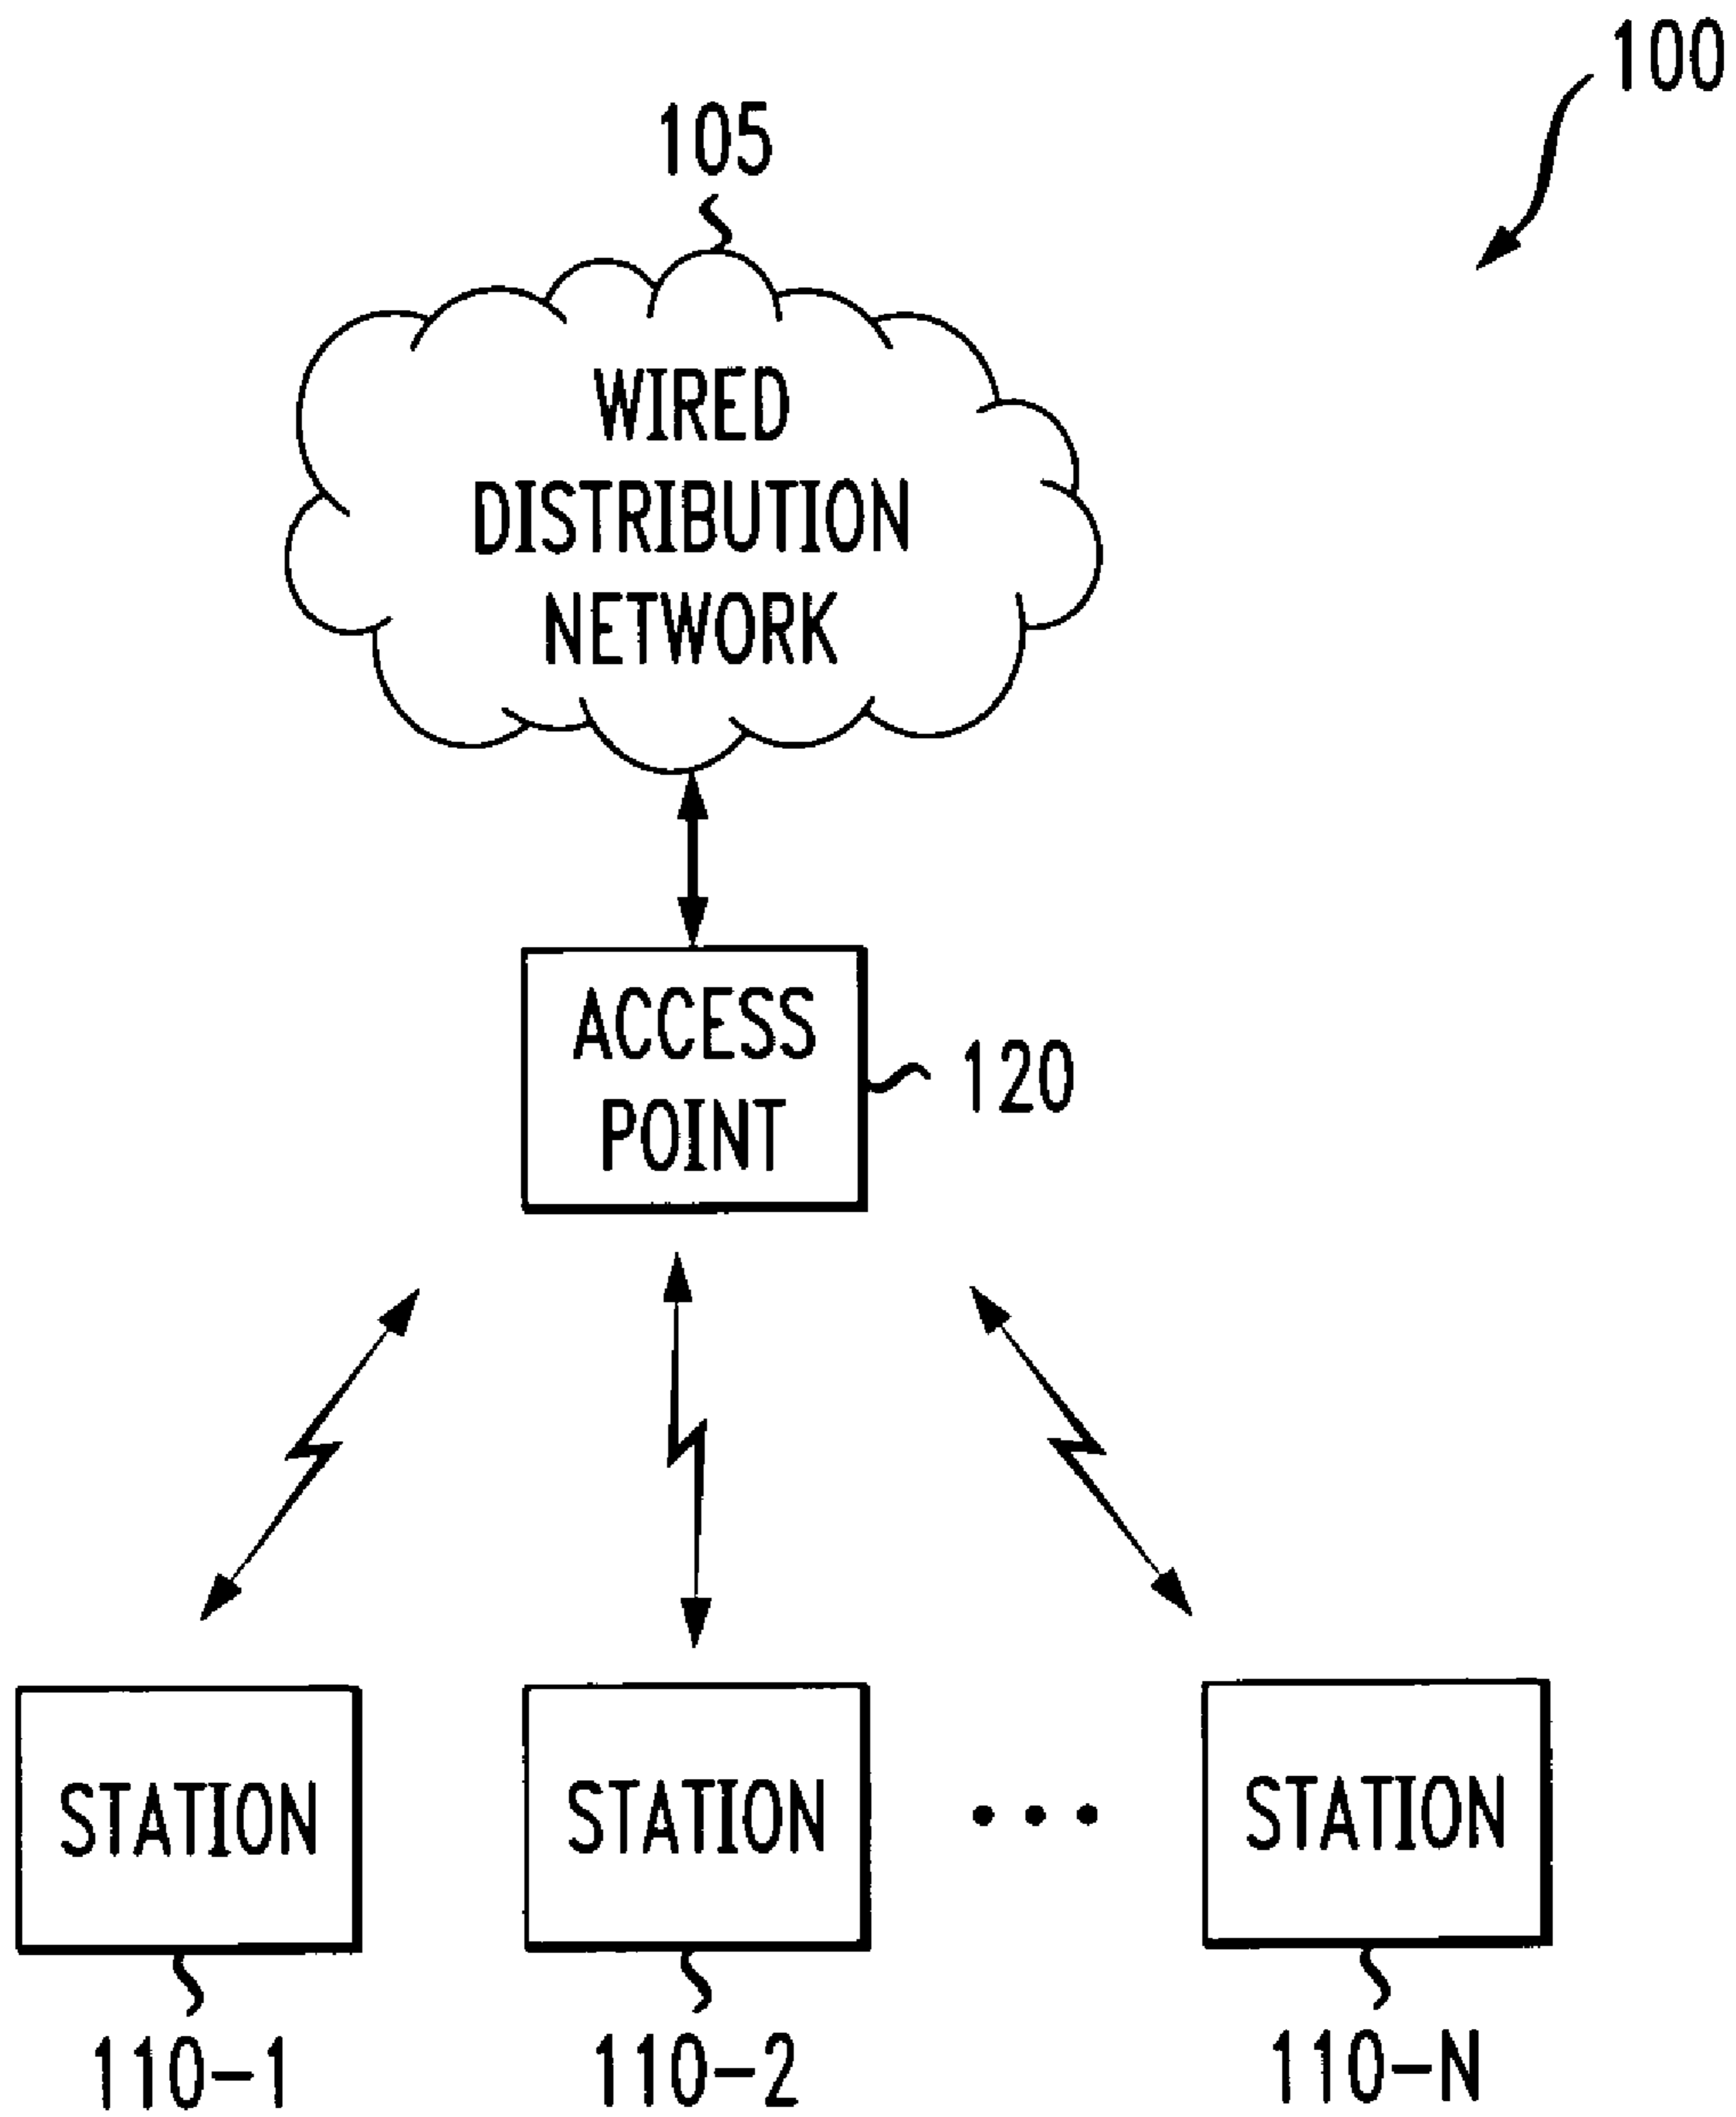 100
105
WIRED
DISTRIBUTION
NETWORK
ACCESS
POINT
120
STATION
STATION
STATION
110-1
110-2
110-N